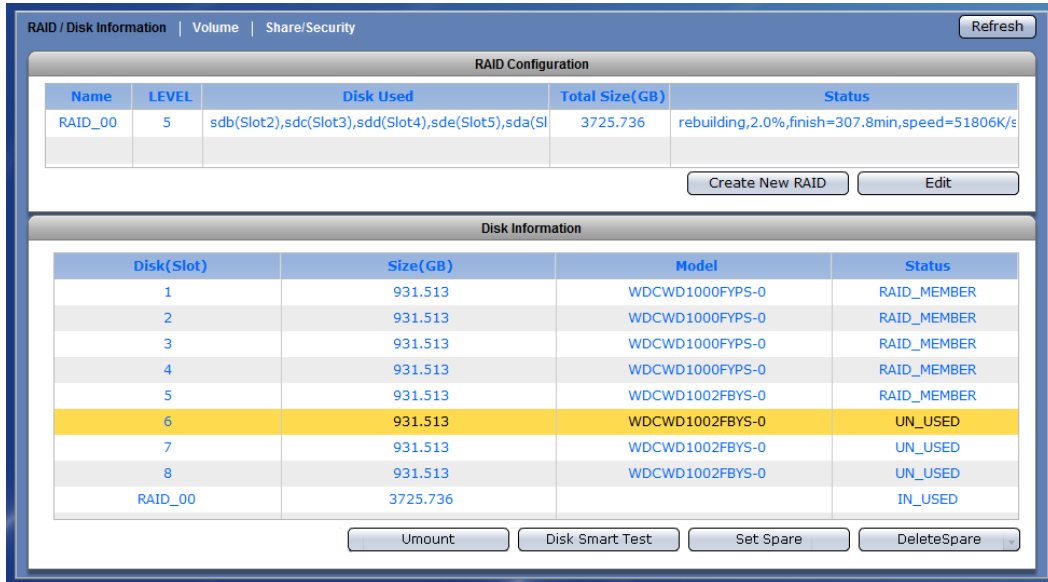 RAID / Disk Information | Volume | Share/Security Refresh
RAID Configuration
Name LEVEL Disk Used Total Size(GB) Status
RAID_00 5 sdb(Slot2),sdc(Slot3),sdd(Slot4),sde(Slot5),sda(Sl 3725.736 rebuilding,2.0%,finish=307.8min,speed=51806K/s
Create New RAID Edit
Disk Information
Disk(Slot) Size(GB) Model Status
1 931.513 WDCWD1000FYPS-0 RAID_MEMBER
2 931.513 WDCWD1000FYPS-0 RAID_MEMBER
3 931.513 WDCWD1000FYPS-0 RAID_MEMBER
4 931.513 WDCWD1000FYPS-0 RAID_MEMBER
5 931.513 WDCWD1002FBYS-0 RAID_MEMBER
6 931.513 WDCWD1002FBYS-0 UN_USED
7 931.513 WDCWD1002FBYS-0 UN_USED
8 931.513 WDCWD1002FBYS-0 UN_USED
RAID_00 3725.736 IN_USED
Umount Disk Smart Test Set Spare DeleteSpare